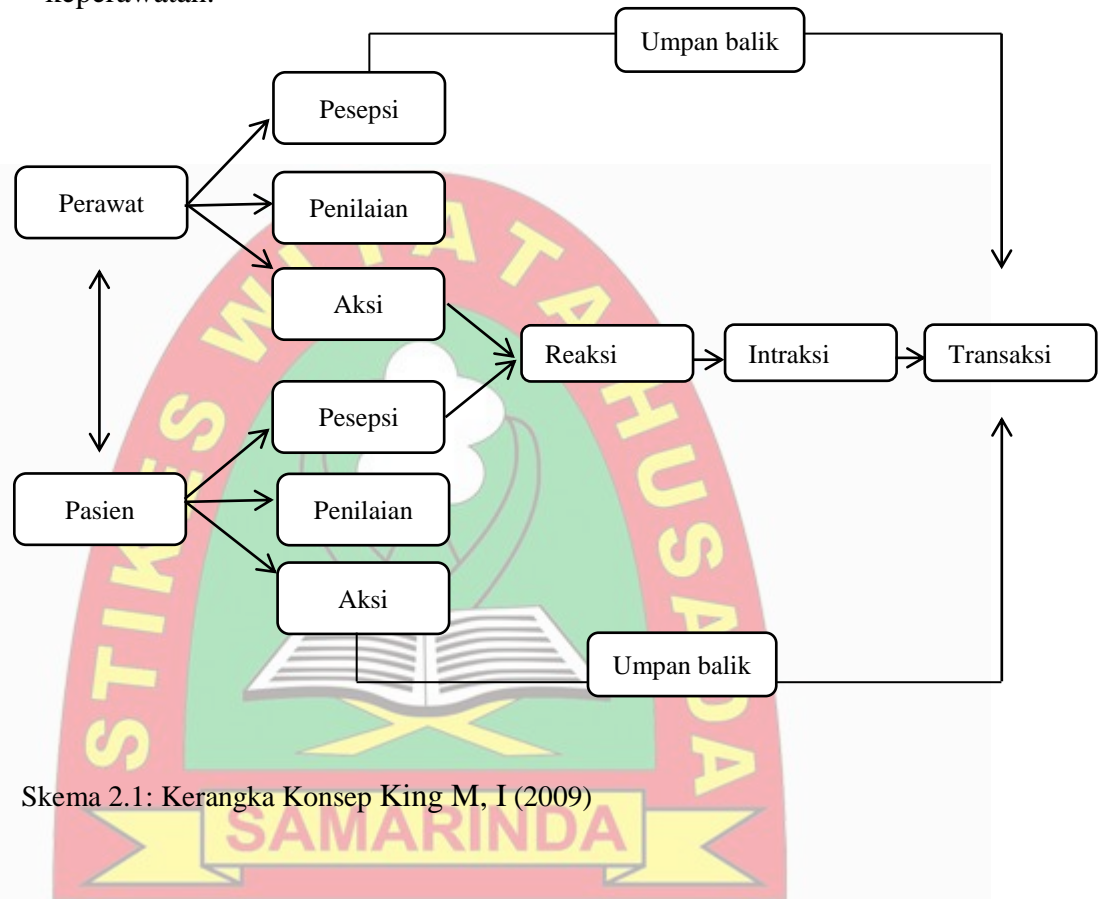 keperawatan.
Umpan balik
Pesepsi
Perawat
Penilaian
Aksi
Reaksi
Intraksi
Transaksi
Pesepsi
Pasien
Penilaian
Aksi
Umpan balik
Skema 2.1: Kerangka Konsep King M, I (2009)
STIKES WIYATA HUSADA
SAMARINDA